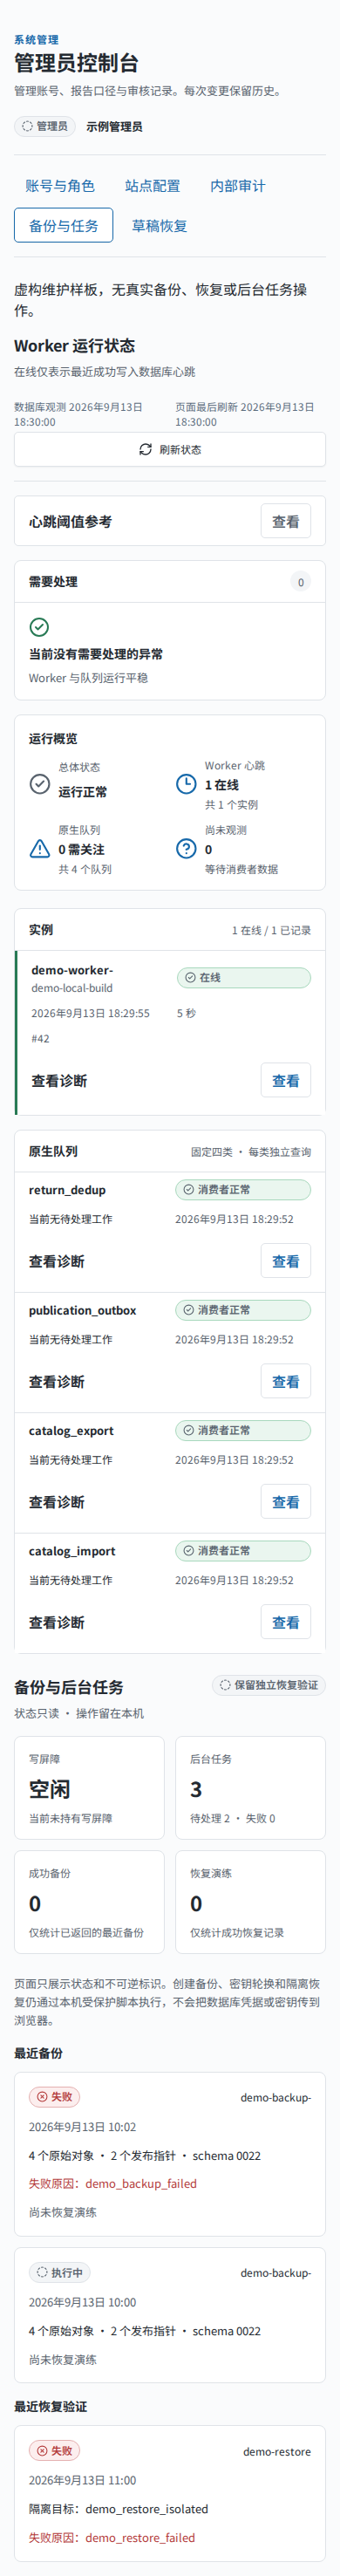 系统管理
管理员控制台
管理账号、报告口径与审核记录。每次变更保留历史。
管理员 示例管理员
账号与角色 站点配置 内部审计
备份与任务 草稿恢复
虚构维护样板，无真实备份、恢复或后台任务操
作。
Worker 运行状态
在线仅表示最近成功写入数据库心跳
数据库观测 2026年9月13日
18:30:00
页面最后刷新 2026年9月13日
18:30:00
刷新状态
心跳阈值参考 查看
需要处理 0
当前没有需要处理的异常
Worker 与队列运行平稳
运行概览
总体状态
运行正常
Worker 心跳
1 在线
共 1 个实例
原生队列
0 需关注
共 4 个队列
尚未观测
0
等待消费者数据
实例 1 在线 / 1 已记录
demo-worker-
demo-local-build
在线
2026年9月13日 18:29:55 5 秒
#42
查看诊断 查看
原生队列 固定四类 • 每类独立查询
return_dedup 消费者正常
当前无待处理工作 2026年9月13日 18:29:52
查看诊断 查看
publication_outbox 消费者正常
当前无待处理工作 2026年9月13日 18:29:52
查看诊断 查看
catalog_export 消费者正常
当前无待处理工作 2026年9月13日 18:29:52
查看诊断 查看
catalog_import 消费者正常
当前无待处理工作 2026年9月13日 18:29:52
查看诊断 查看
备份与后台任务 保留独立恢复验证
状态只读 • 操作留在本机
写屏障
空闲
当前未持有写屏障
后台任务
3
待处理 2 • 失败 0
成功备份
0
仅统计已返回的最近备份
恢复演练
0
仅统计成功恢复记录
页面只展示状态和不可逆标识。创建备份、密钥轮换和隔离恢
复仍通过本机受保护脚本执行，不会把数据库凭据或密钥传到
浏览器。
最近备份
失败 demo-backup-
2026年9月13日 10:02
4 个原始对象 • 2 个发布指针 • schema 0022
失败原因：demo_backup_failed
尚未恢复演练
执行中 demo-backup-
2026年9月13日 10:00
4 个原始对象 • 2 个发布指针 • schema 0022
尚未恢复演练
最近恢复验证
失败 demo-restore
2026年9月13日 11:00
隔离目标：demo_restore_isolated
失败原因：demo_restore_failed